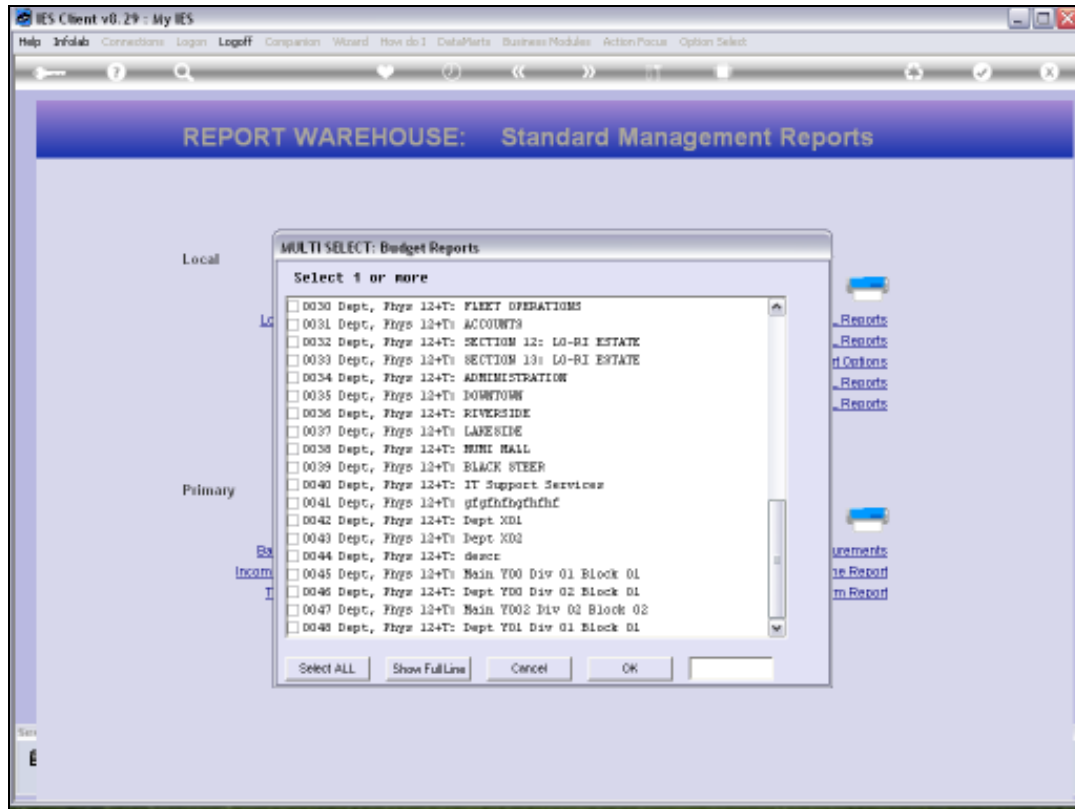 IES Client v8.29 : My IES
Help Infolab Connections Logon Logoff Companion Wizard How do I DataMarts Business Modules Action Focus Option Select
REPORT WAREHOUSE: Standard Management Reports
MULTI SELECT: Budget Reports
Local
Select 1 or more
0030 Dept, Phys 12+T: FLEET OPERATIONS
0031 Dept, Phys 12+T: ACCOUNTS
0032 Dept, Phys 12+T: SECTION 12: LO-RI ESTATE
0033 Dept, Phys 12+T: SECTION 13: LO-RI ESTATE
0034 Dept, Phys 12+T: ADMINISTRATION
0035 Dept, Phys 12+T: DOWNTOWN
0036 Dept, Phys 12+T: RIVERSIDE
0037 Dept, Phys 12+T: LAKESIDE
0038 Dept, Phys 12+T: MUMI MALL
0039 Dept, Phys 12+T: BLACK STEER
0040 Dept, Phys 12+T: IT Support Services
0041 Dept, Phys 12+T:
0042 Dept, Phys 12+T: Dept X01
0043 Dept, Phys 12+T: Dept X02
0044 Dept, Phys 12+T: descr
0045 Dept, Phys 12+T: Main Y00 Div 01 Block 01
0046 Dept, Phys 12+T: Dept Y00 Div 02 Block 01
0047 Dept, Phys 12+T: Main Y002 Div 02 Block 02
0048 Dept, Phys 12+T: Dept Y01 Div 01 Block 01
Reports
Reports
Options
Reports
Reports
Primary
urements
Incom
ne Report
m Report
Select ALL Show Full Line Cancel OK